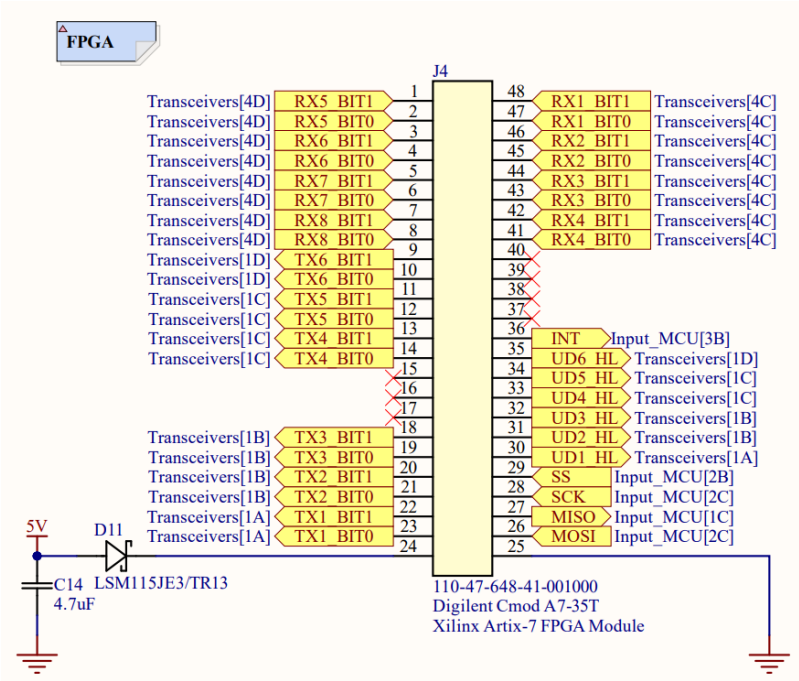 FPGA
J4
Transceivers[4D] RX5_BIT1 1 48 RX1_BIT1 Transceivers[4C]
Transceivers[4D] RX5_BIT0 2 47 RX1_BIT0 Transceivers[4C]
Transceivers[4D] RX6_BIT1 3 46 RX2_BIT1 Transceivers[4C]
Transceivers[4D] RX6_BIT0 4 45 RX2_BIT0 Transceivers[4C]
Transceivers[4D] RX7_BIT1 5 44 RX3_BIT1 Transceivers[4C]
Transceivers[4D] RX7_BIT0 6 43 RX3_BIT0 Transceivers[4C]
Transceivers[4D] RX8_BIT1 7 42 RX4_BIT1 Transceivers[4C]
Transceivers[4D] RX8_BIT0 8 41 RX4_BIT0 Transceivers[4C]
Transceivers[1D] TX6_BIT1 9 40
Transceivers[1D] TX6_BIT0 10 39
Transceivers[1C] TX5_BIT1 11 38
Transceivers[1C] TX5_BIT0 12 37
Transceivers[1C] TX4_BIT1 13 36 INT Input_MCU[3B]
Transceivers[1C] TX4_BIT0 14 35 UD6_HL Transceivers[1D]
15 34 UD5_HL Transceivers[1C]
16 33 UD4_HL Transceivers[1C]
17 32 UD3_HL Transceivers[1B]
Transceivers[1B] TX3_BIT1 18 31 UD2_HL Transceivers[1B]
Transceivers[1B] TX3_BIT0 19 30 UD1_HL Transceivers[1A]
Transceivers[1B] TX2_BIT1 20 29 SS Input_MCU[2B]
Transceivers[1B] TX2_BIT0 21 28 SCK Input_MCU[2C]
Transceivers[1A] TX1_BIT1 22 27 MISO Input_MCU[1C]
Transceivers[1A] TX1_BIT0 23 26 MOSI Input_MCU[2C]
24 25
5V
D11
LSM115JE3/TR13
C14
4.7uF
110-47-648-41-001000
Digilent Cmod A7-35T
Xilinx Artix-7 FPGA Module